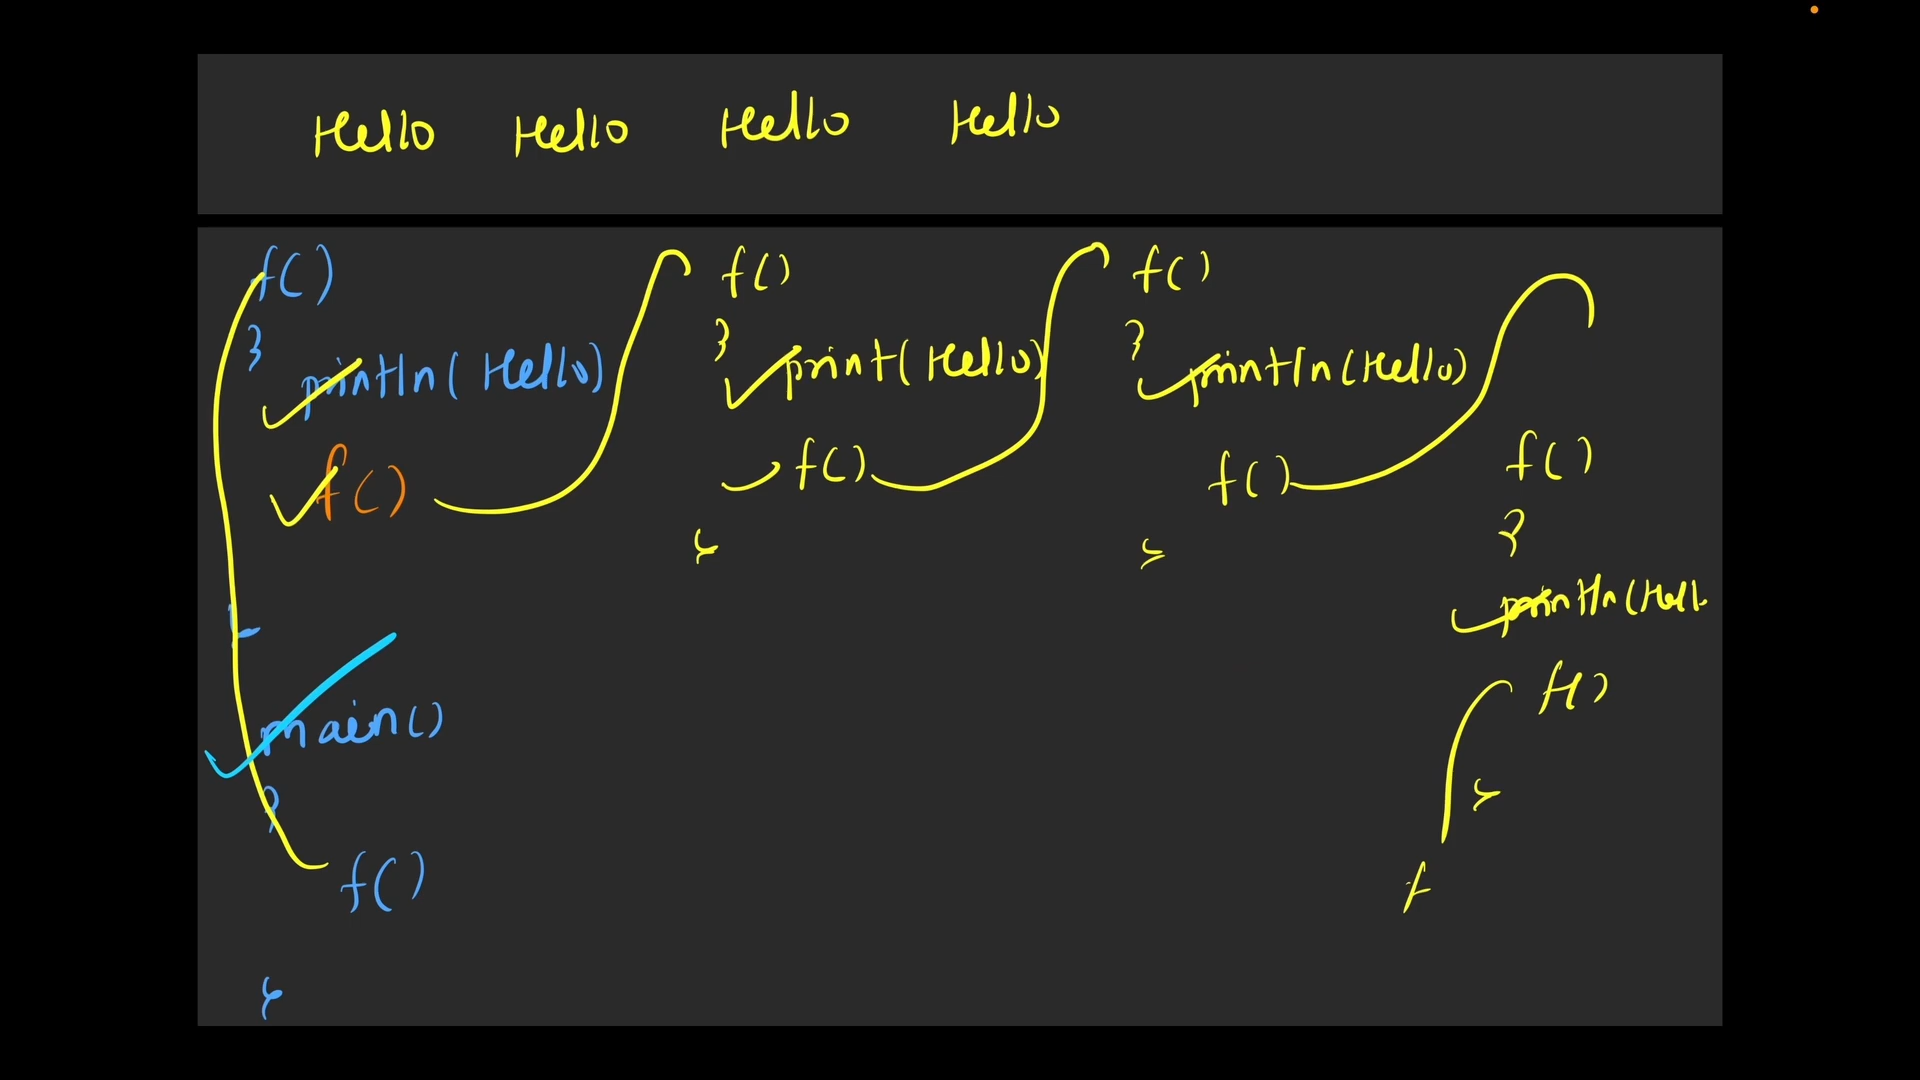 Hello Hello Hello Hello
f()
{
println(Hello)
f()
}
main()
{
f()
}
f()
{
print(Hello)
f()
}
f()
{
println(Hello)
f()
}
f()
{
println(Hell
f()
}
f